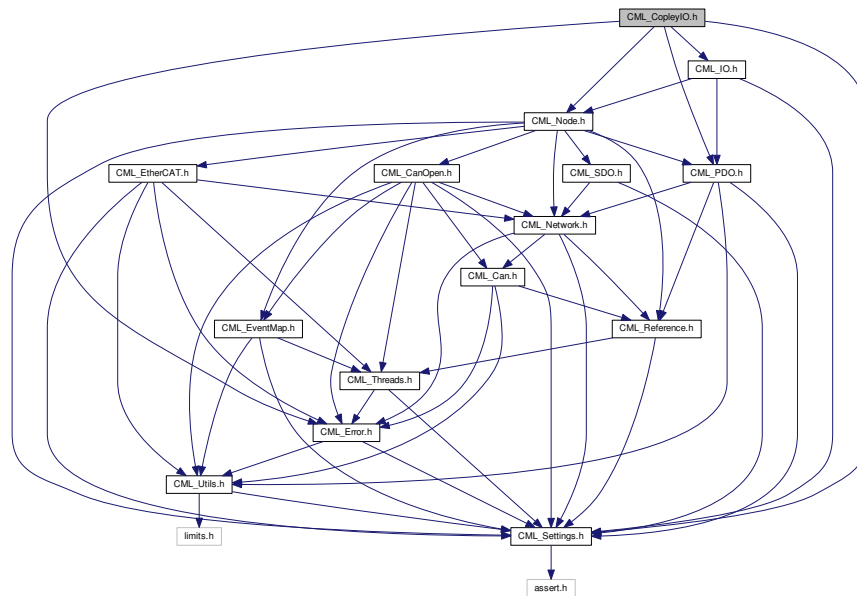 CML_CopleyIO.h
CML_IO.h
CML_Node.h
CML_EtherCAT.h
CML_CanOpen.h
CML_SDO.h
CML_PDO.h
CML_Network.h
CML_Can.h
CML_EventMap.h
CML_Reference.h
CML_Threads.h
CML_Error.h
CML_Utils.h
limits.h
CML_Settings.h
assert.h